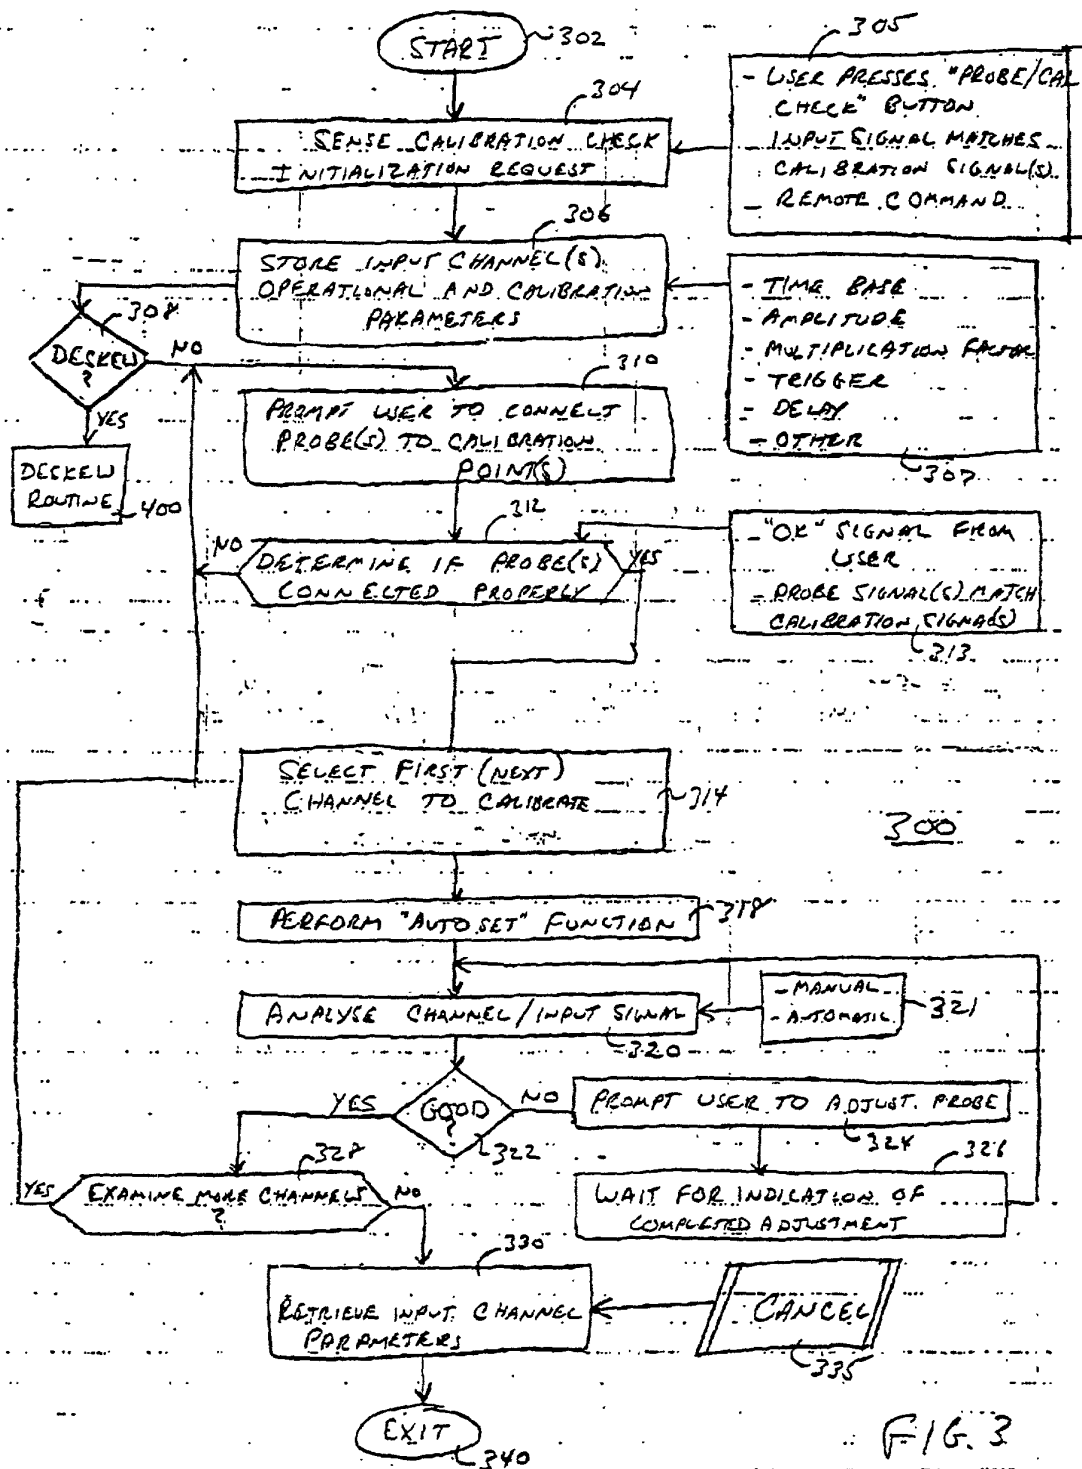 START
302
305
- USER PRESSES "PROBE/CAL
CHECK" BUTTON
INPUT SIGNAL MATCHES
CALIBRATION SIGNAL(S)
- REMOTE COMMAND
304
SENSE CALIBRATION CHECK
INITIALIZATION REQUEST
306
STORE INPUT CHANNEL(S)
OPERATIONAL AND CALIBRATION
PARAMETERS
- TIME BASE
- AMPLITUDE
- MULTIPLICATION FACTOR
- TRIGGER
- DELAY
- OTHER
307
308
DESKEW
?
NO
YES
DESKEW
ROUTINE
400
310
PROMPT USER TO CONNECT
PROBE(S) TO CALIBRATION
POINT(S)
312
NO
DETERMINE IF PROBE(S)
CONNECTED PROPERLY
YES
- "OK" SIGNAL FROM
USER
- PROBE SIGNAL(S) MATCH
CALIBRATION SIGNA(S)
313
SELECT FIRST (NEXT)
CHANNEL TO CALIBRATE
314
300
PERFORM "AUTOSET" FUNCTION
318
ANALYSE CHANNEL/INPUT SIGNAL
320
- MANUAL
- AUTOMATIC
321
YES
GOOD
?
322
NO
PROMPT USER TO ADJUST PROBE
324
326
WAIT FOR INDICATION OF
COMPLETED ADJUSTMENT
328
YES
EXAMINE MORE CHANNELS
?
NO
330
RETRIEVE INPUT CHANNEL
PARAMETERS
CANCEL
335
EXIT
340
FIG. 3